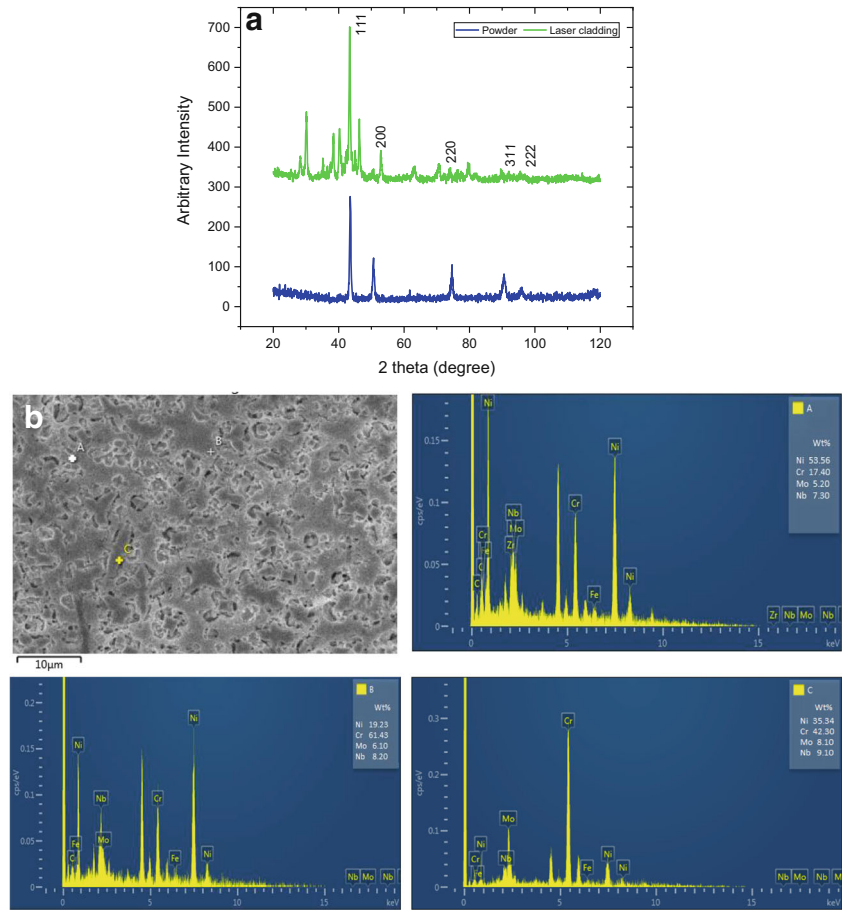 a
Powder
Laser cladding
111
200
220
311
222
700
600
500
400
300
200
100
0
Arbitrary Intensity
20
40
60
80
100
120
2 theta (degree)
b
A
B
C
10µm
A
Wt%
Ni 53.56
Cr 17.40
Mo 5.20
Nb 7.30
Ni
Ni
Nb
Mo
Cr
Cr
Zr
C
C
Fe
Ni
Zr
Nb
Mo
Nb
0.15
0.1
0.05
0
cps/eV
5
10
15
keV
B
Wt%
Ni 19.23
Cr 61.43
Mo 6.10
Nb 8.20
Ni
Ni
Nb
Cr
Fe
Mo
C
Fe
Ni
Nb
Mo
Nb
0.2
0.15
0.1
0.05
0
cps/eV
0
5
10
15
keV
C
Wt%
Ni 35.34
Cr 42.30
Mo 8.10
Nb 9.10
Cr
Mo
Ni
Cr
Nb
Fe
Fe
Ni
Ni
Nb
Mo
Nb
M
0.3
0.2
0.1
0
cps/eV
0
5
10
15
keV